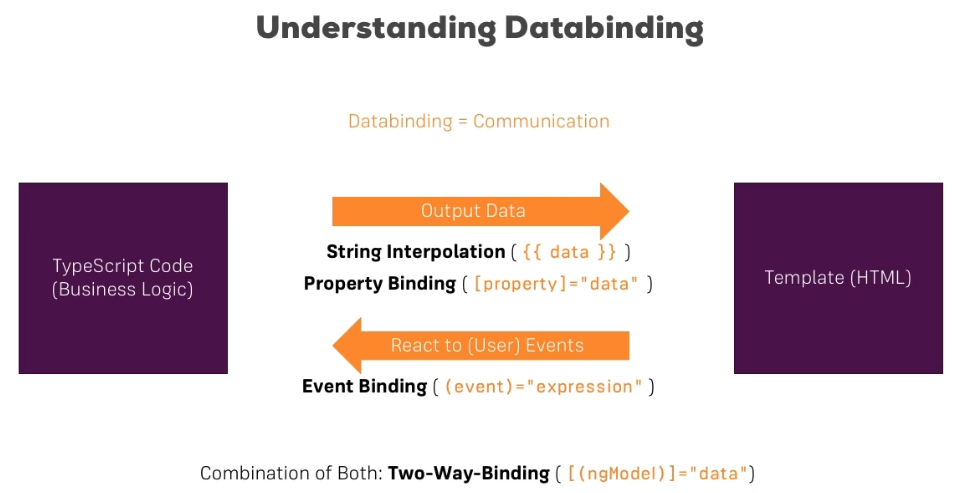 Understanding Databinding
Databinding = Communication
TypeScript Code
(Business Logic)
Output Data
String Interpolation ( {{ data }} )
Property Binding ( [property]="data" )
React to (User) Events
Event Binding ( (event)="expression" )
Template (HTML)
Combination of Both: Two-Way-Binding ( [(ngModel)]="data")